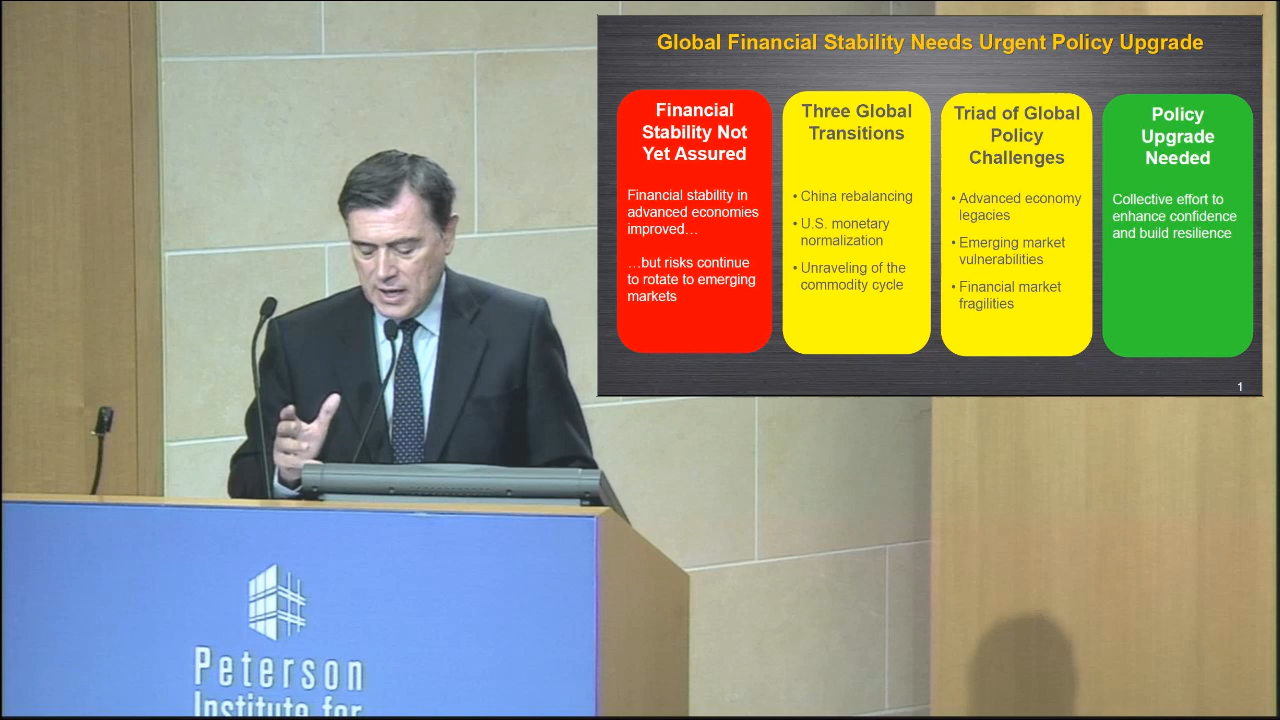 Global Financial Stability Needs Urgent Policy Upgrade
Financial
Stability Not
Yet Assured
Financial stability in
advanced economies
improved…
…but risks continue
to rotate to emerging
markets
Three Global
Transitions
• China rebalancing
• U.S. monetary
normalization
• Unraveling of the
commodity cycle
Triad of Global
Policy
Challenges
• Advanced economy
legacies
• Emerging market
vulnerabilities
• Financial market
fragilities
Policy
Upgrade
Needed
Collective effort to
enhance confidence
and build resilience
1
Peterson
Institute for